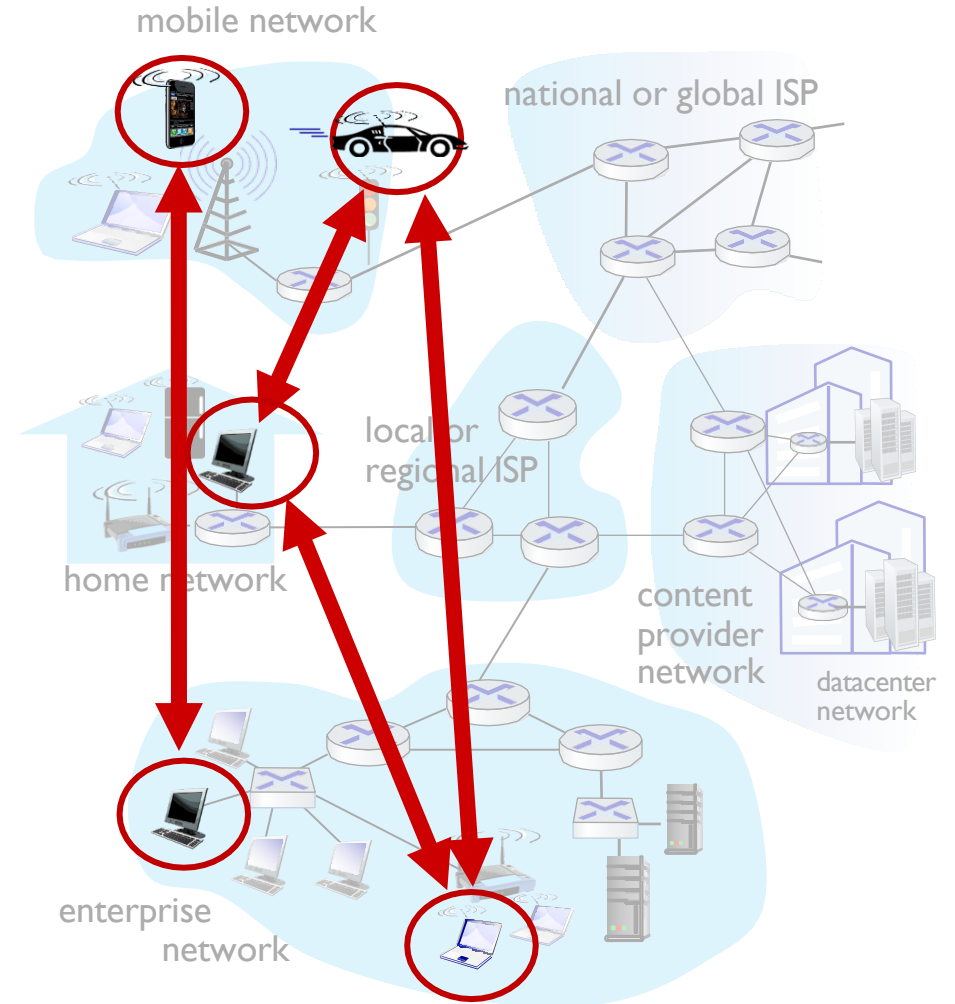 mobile network
national or global ISP
local or
regional ISP
home network
content
provider
network
datacenter
network
enterprise
network